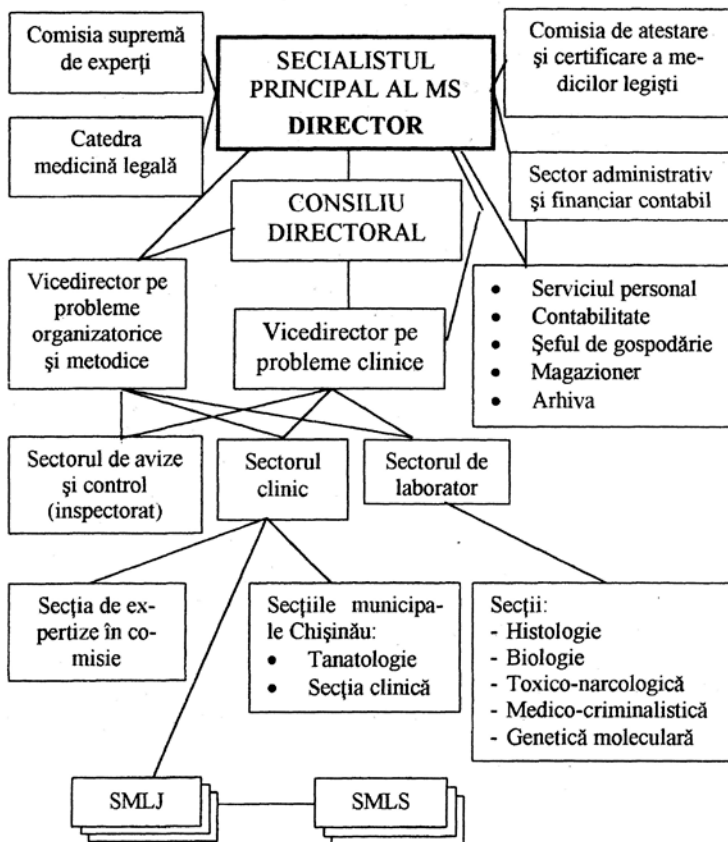 Comisia supremă
de experţi
SECIALISTUL
PRINCIPAL AL MS
DIRECTOR
Comisia de atestare
şi certificare a me-
dicilor legişti
Catedra
medicină legală
Sector administrativ
şi financiar contabil
CONSILIU
DIRECTORAL
Vicedirector pe
probleme
organizatorice
şi metodice
Vicedirector pe
probleme clinice
• Serviciul personal
• Contabilitate
• Şeful de gospodărie
• Magazioner
• Arhiva
Sectorul de avize
şi control
(inspectorat)
Sectorul
clinic
Sectorul de
laborator
Secţia de ex-
pertize în co-
misie
Secţiile municipa-
le Chişinău:
• Tanatologie
• Secţia clinică
Secţii:
- Histologie
- Biologie
- Toxico-narcologică
- Medico-criminalistică
- Genetică moleculară
SMLJ
SMLS